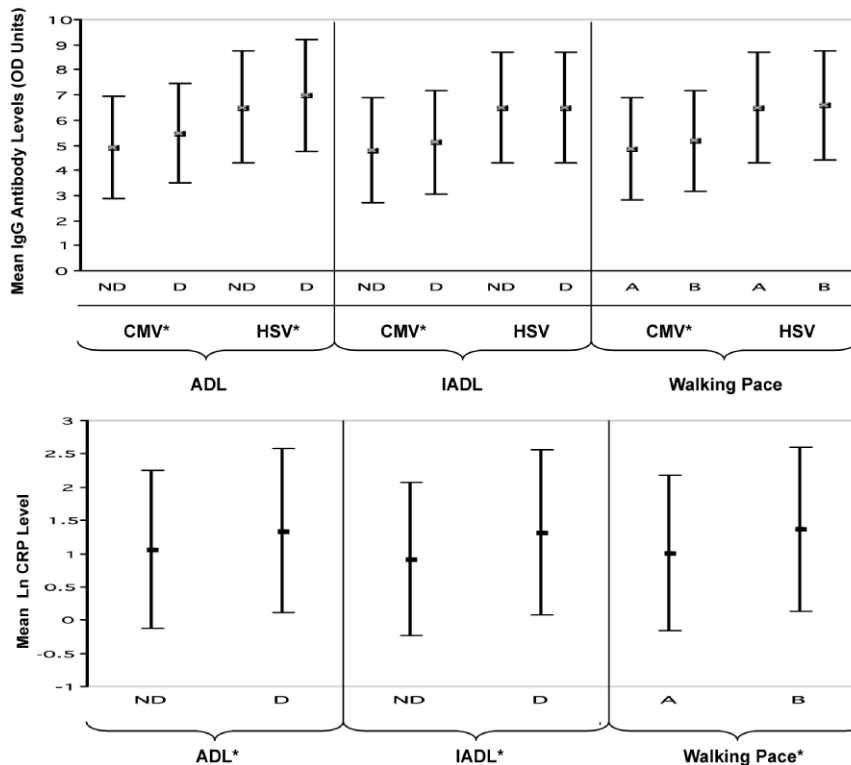 Mean IgG Antibody Levels (OD Units)
10
9
8
7
6
5
4
3
2
1
0
ND D ND D ND D ND D A B A B
CMV* HSV* CMV* HSV CMV* HSV
ADL IADL Walking Pace
Mean Ln CRP Level
3
2.5
2
1.5
1
0.5
0
-0.5
-1
ND D ND D A B
ADL* IADL* Walking Pace*